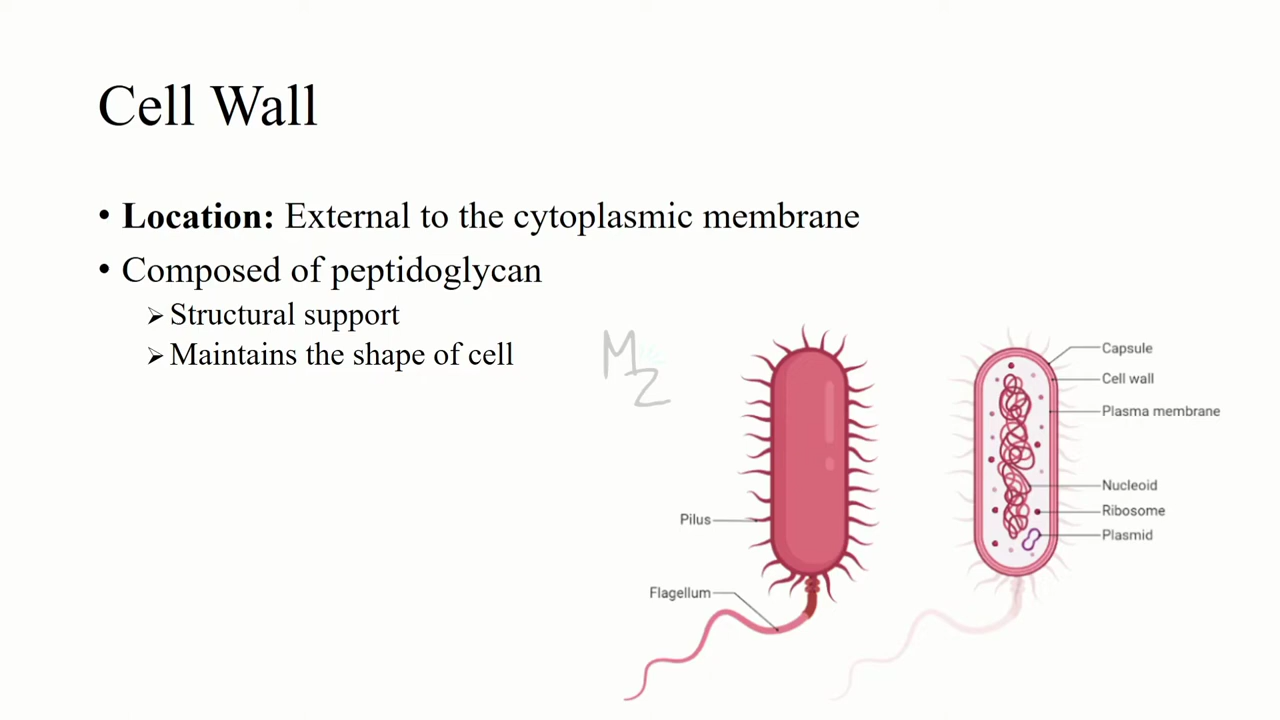 Cell Wall
• Location: External to the cytoplasmic membrane
• Composed of peptidoglycan
➢ Structural support
➢ Maintains the shape of cell
MZ
Capsule
Cell wall
Plasma membrane
Nucleoid
Ribosome
Plasmid
Pilus
Flagellum